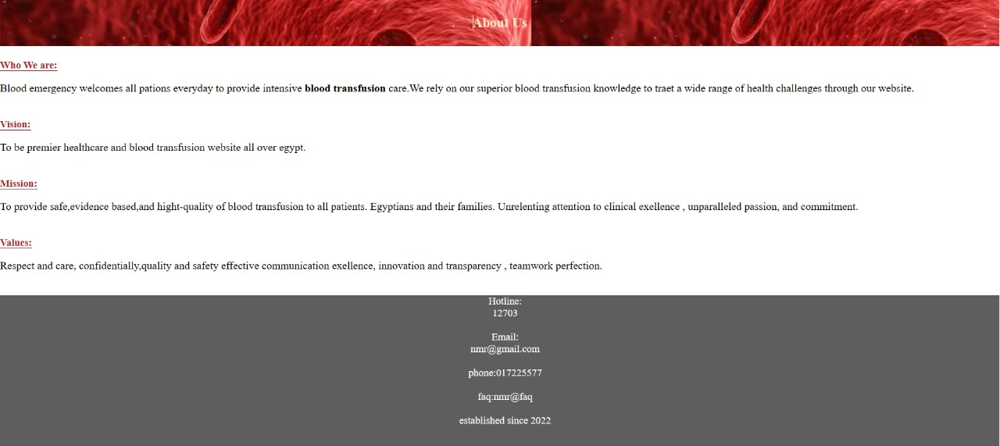 About Us
Who We are:
Blood emergency welcomes all pations everyday to provide intensive blood transfusion care.We rely on our superior blood transfusion knowledge to traet a wide range of health challenges through our website.
Vision:
To be premier healthcare and blood transfusion website all over egypt.
Mission:
To provide safe,evidence based,and hight-quality of blood transfusion to all patients. Egyptians and their families. Unrelenting attention to clinical exellence , unparalleled passion, and commitment.
Values:
Respect and care, confidentially,quality and safety effective communication exellence, innovation and transparency , teamwork perfection.
Hotline:
12703
Email:
nmr@gmail.com
phone:017225577
faq:nmr@faq
established since 2022